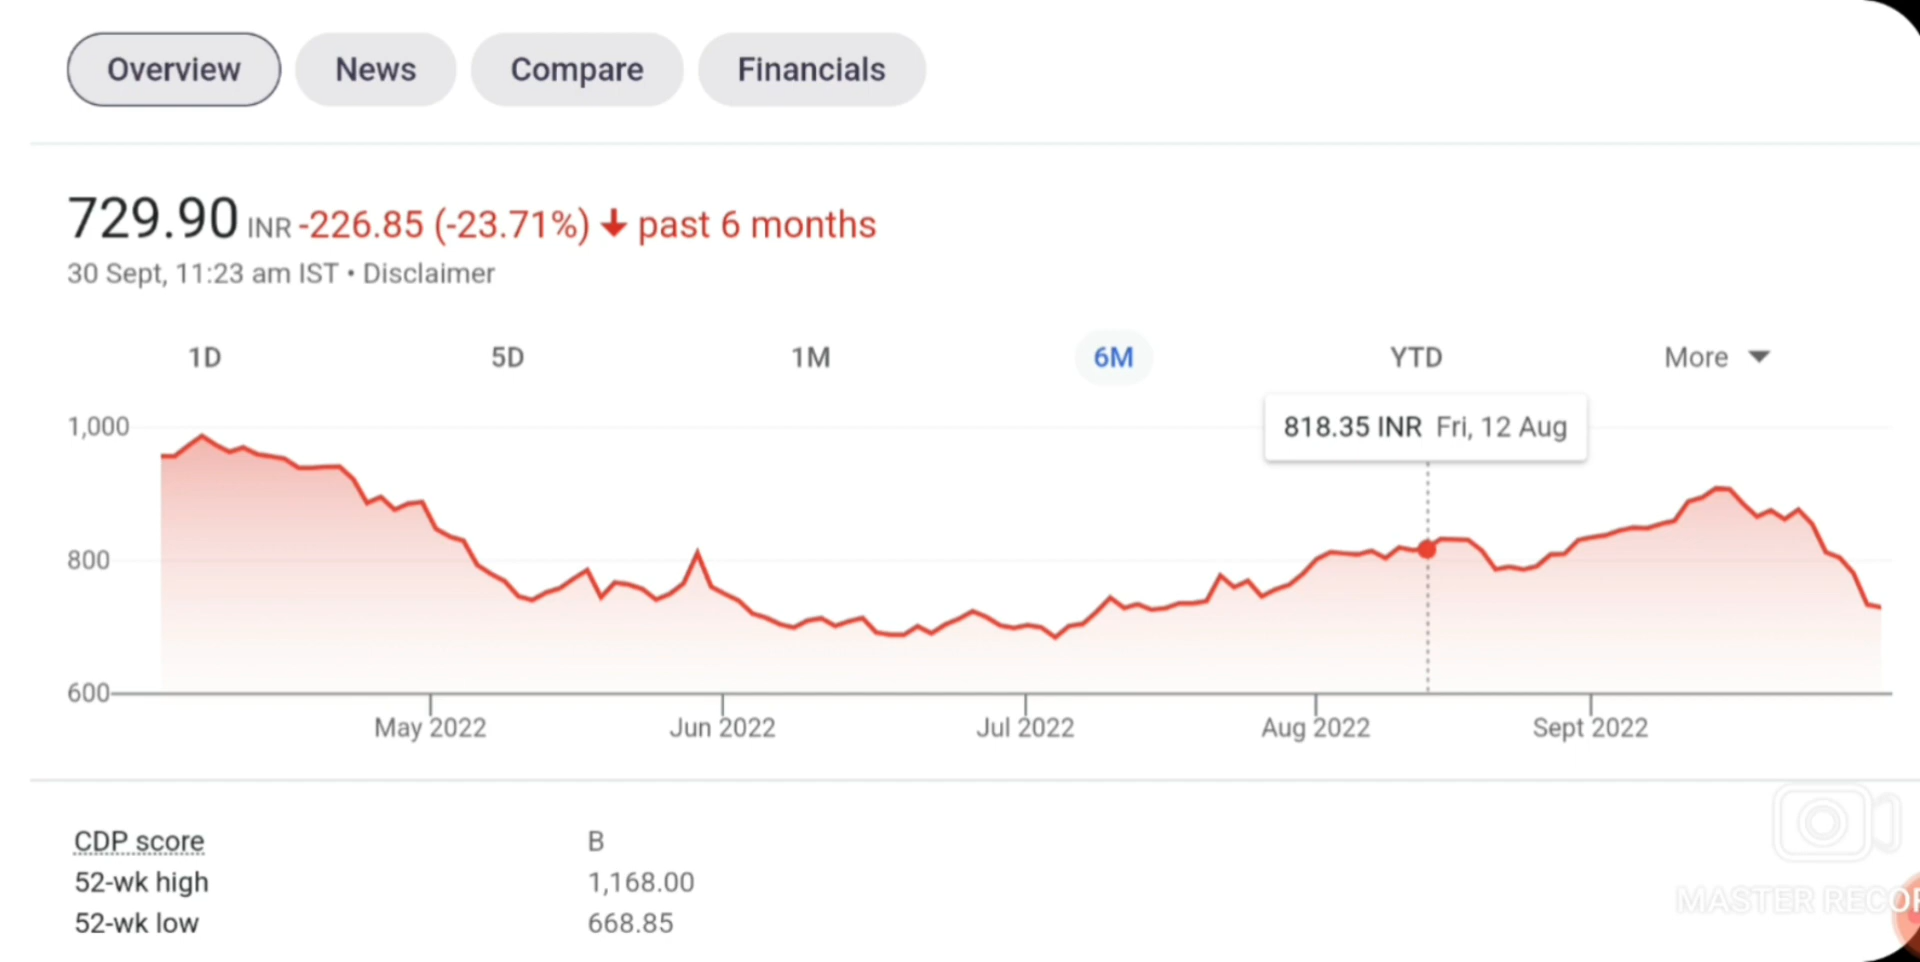 Overview News Compare Financials
729.90 INR -226.85 (-23.71%) ↓ past 6 months
30 Sept, 11:23 am IST • Disclaimer
1D 5D 1M 6M YTD More
818.35 INR Fri, 12 Aug
1,000
800
600
May 2022 Jun 2022 Jul 2022 Aug 2022 Sept 2022
CDP score B
52-wk high 1,168.00
52-wk low 668.85
MASTER